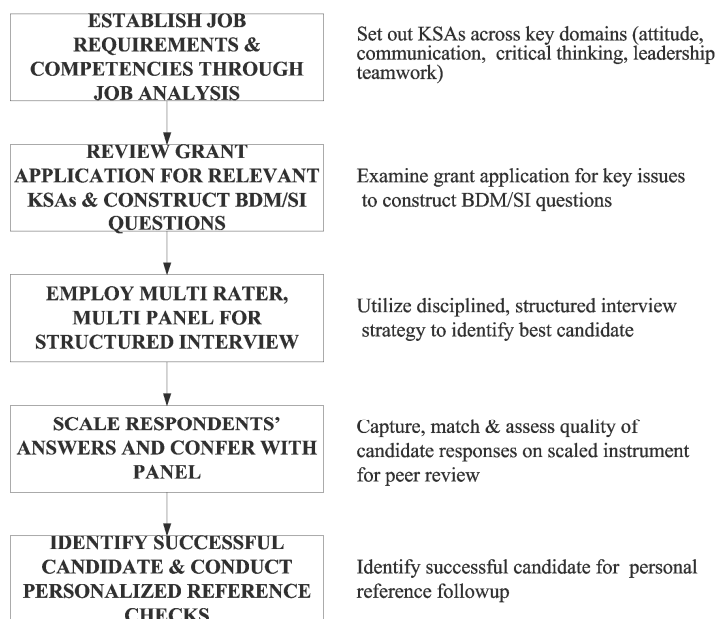 ESTABLISH JOB
REQUIREMENTS &
COMPETENCIES THROUGH
JOB ANALYSIS
Set out KSAs across key domains (attitude,
communication, critical thinking, leadership
teamwork)
REVIEW GRANT
APPLICATION FOR RELEVANT
KSAs & CONSTRUCT BDM/SI
QUESTIONS
Examine grant application for key issues
to construct BDM/SI questions
EMPLOY MULTI RATER,
MULTI PANEL FOR
STRUCTURED INTERVIEW
Utilize disciplined, structured interview
strategy to identify best candidate
SCALE RESPONDENTS’
ANSWERS AND CONFER WITH
PANEL
Capture, match & assess quality of
candidate responses on scaled instrument
for peer review
IDENTIFY SUCCESSFUL
CANDIDATE & CONDUCT
PERSONALIZED REFERENCE
CHECKS
Identify successful candidate for personal
reference followup